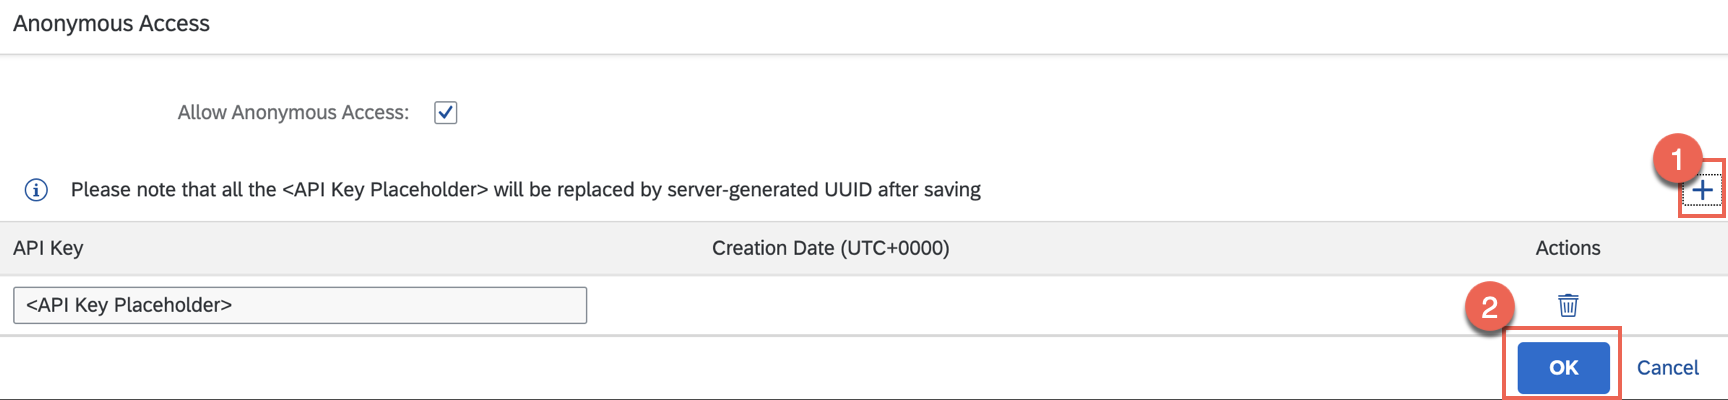 Anonymous Access
Allow Anonymous Access:
1
Please note that all the <API Key Placeholder> will be replaced by server-generated UUID after saving
API Key Creation Date (UTC+0000) Actions
<API Key Placeholder>
2
OK Cancel